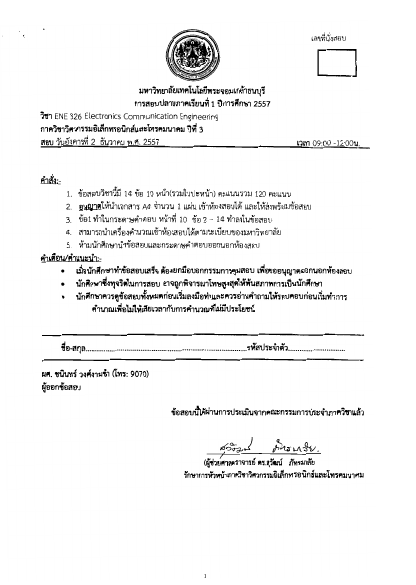 เลขที่นั่งสอบ
มหาวิทยาลัยเทคโนโลยีพระจอมเกล้าธนบุรี
การสอบปลายภาคเรียนที่ 1 ปีการศึกษา 2557
วิชา ENE 326 Electronics Communication Engineering
ภาควิชาวิศวกรรมอิเล็กทรอนิกส์และโทรคมนาคม ปีที่ 3
สอบ วันอังคารที่ 2 ธันวาคม พ.ศ. 2557 เวลา 09:00 -12:00น.
คำสั่ง:-
1. ข้อสอบวิชานี้มี 14 ข้อ 10 หน้า(รวมใบปะหน้า) คะแนนรวม 120 คะแนน
2. อนุญาตให้นำเอกสาร A4 จำนวน 1 แผ่น เข้าห้องสอบได้ และให้ส่งพร้อมข้อสอบ
3. ข้อ1 ทำในกระดาษคำตอบ หน้าที่ 10 ข้อ 2 – 14 ทำลงในข้อสอบ
4. สามารถนำเครื่องคำนวณเข้าห้องสอบได้ตามระเบียบของมหาวิทยาลัย
5. ห้ามนักศึกษานำข้อสอบและกระดาษคำตอบออกนอกห้องสอบ
คำเตือน/คำแนะนำ:-
• เมื่อนักศึกษาทำข้อสอบเสร็จ ต้องยกมือบอกกรรมการคุมสอบ เพื่อขออนุญาตออกนอกห้องสอบ
• นักศึกษาซึ่งทุจริตในการสอบ อาจถูกพิจารณาโทษสูงสุดให้พ้นสภาพการเป็นนักศึกษา
• นักศึกษาควรดูข้อสอบทั้งหมดก่อนเริ่มลงมือทำและควรอ่านคำถามให้รอบคอบก่อนเริ่มทำการ
คำนวณเพื่อไม่ให้เสียเวลากับการคำนวณที่ไม่มีประโยชน์
ชื่อ-สกุล..............................................................รหัสประจำตัว..............................
ผศ. ชนินทร์ วงศ์งามขำ (โทร: 9070)
ผู้ออกข้อสอบ
ข้อสอบนี้ได้ผ่านการประเมินจากคณะกรรมการประจำภาควิชาแล้ว
(ผู้ช่วยศาสตราจารย์ ดร.สุวัฒน์ ภัทรมาลัย
รักษาการหัวหน้าภาควิชาวิศวกรรมอิเล็กทรอนิกส์และโทรคมนาคม
1